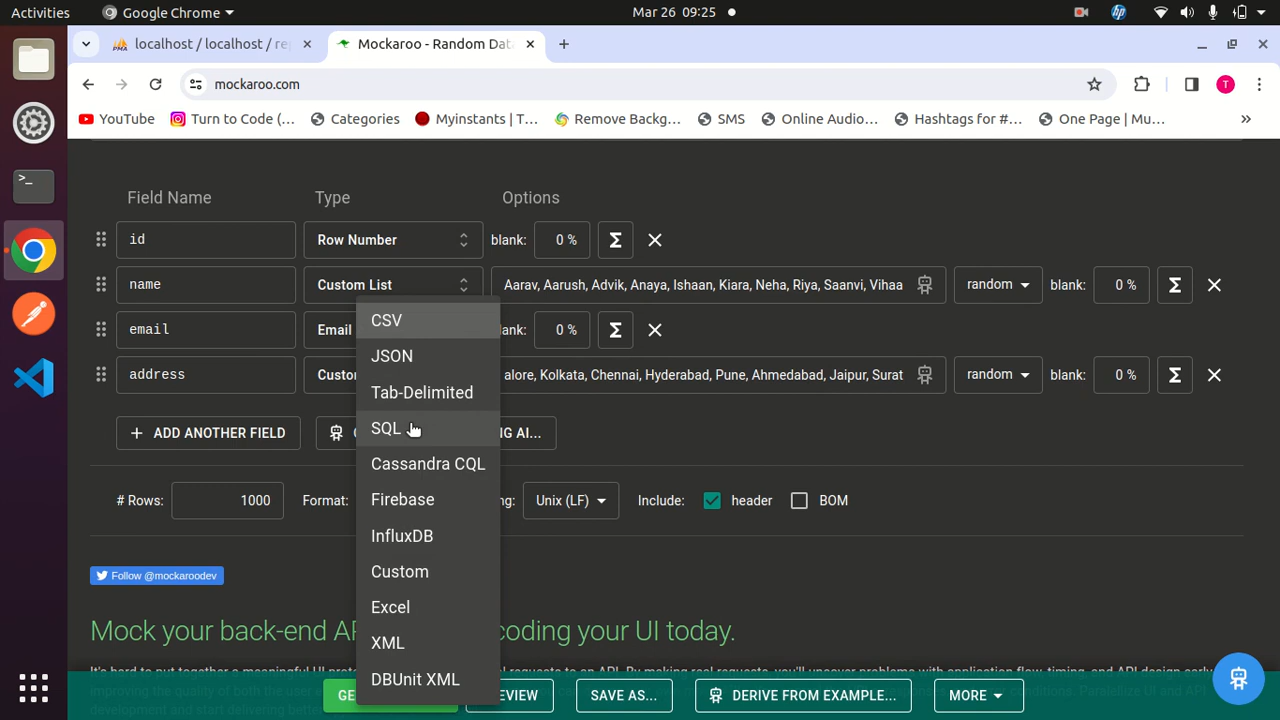 Activities
Google Chrome
Mar 26 09:25
localhost / localhost / re
Mockaroo - Random Dat
mockaroo.com
YouTube
Turn to Code (...
Categories
Myinstants | T...
Remove Backg...
SMS
Online Audio...
Hashtags for #...
One Page | Mu...
Field Name
Type
Options
id
Row Number
blank:
0 %
name
Custom List
Aarav, Aarush, Advik, Anaya, Ishaan, Kiara, Neha, Riya, Saanvi, Vihaa
random
blank:
0 %
email
Email
lank:
0 %
address
Custo
alore, Kolkata, Chennai, Hyderabad, Pune, Ahmedabad, Jaipur, Surat
random
blank:
0 %
CSV
JSON
Tab-Delimited
SQL
Cassandra CQL
Firebase
InfluxDB
Custom
Excel
XML
DBUnit XML
+ ADD ANOTHER FIELD
NG AI...
# Rows:
1000
Format:
ng:
Unix (LF)
Include:
header
BOM
Follow @mockaroodev
Mock your back-end AP
coding your UI today.
GE
EVIEW
SAVE AS...
DERIVE FROM EXAMPLE...
MORE